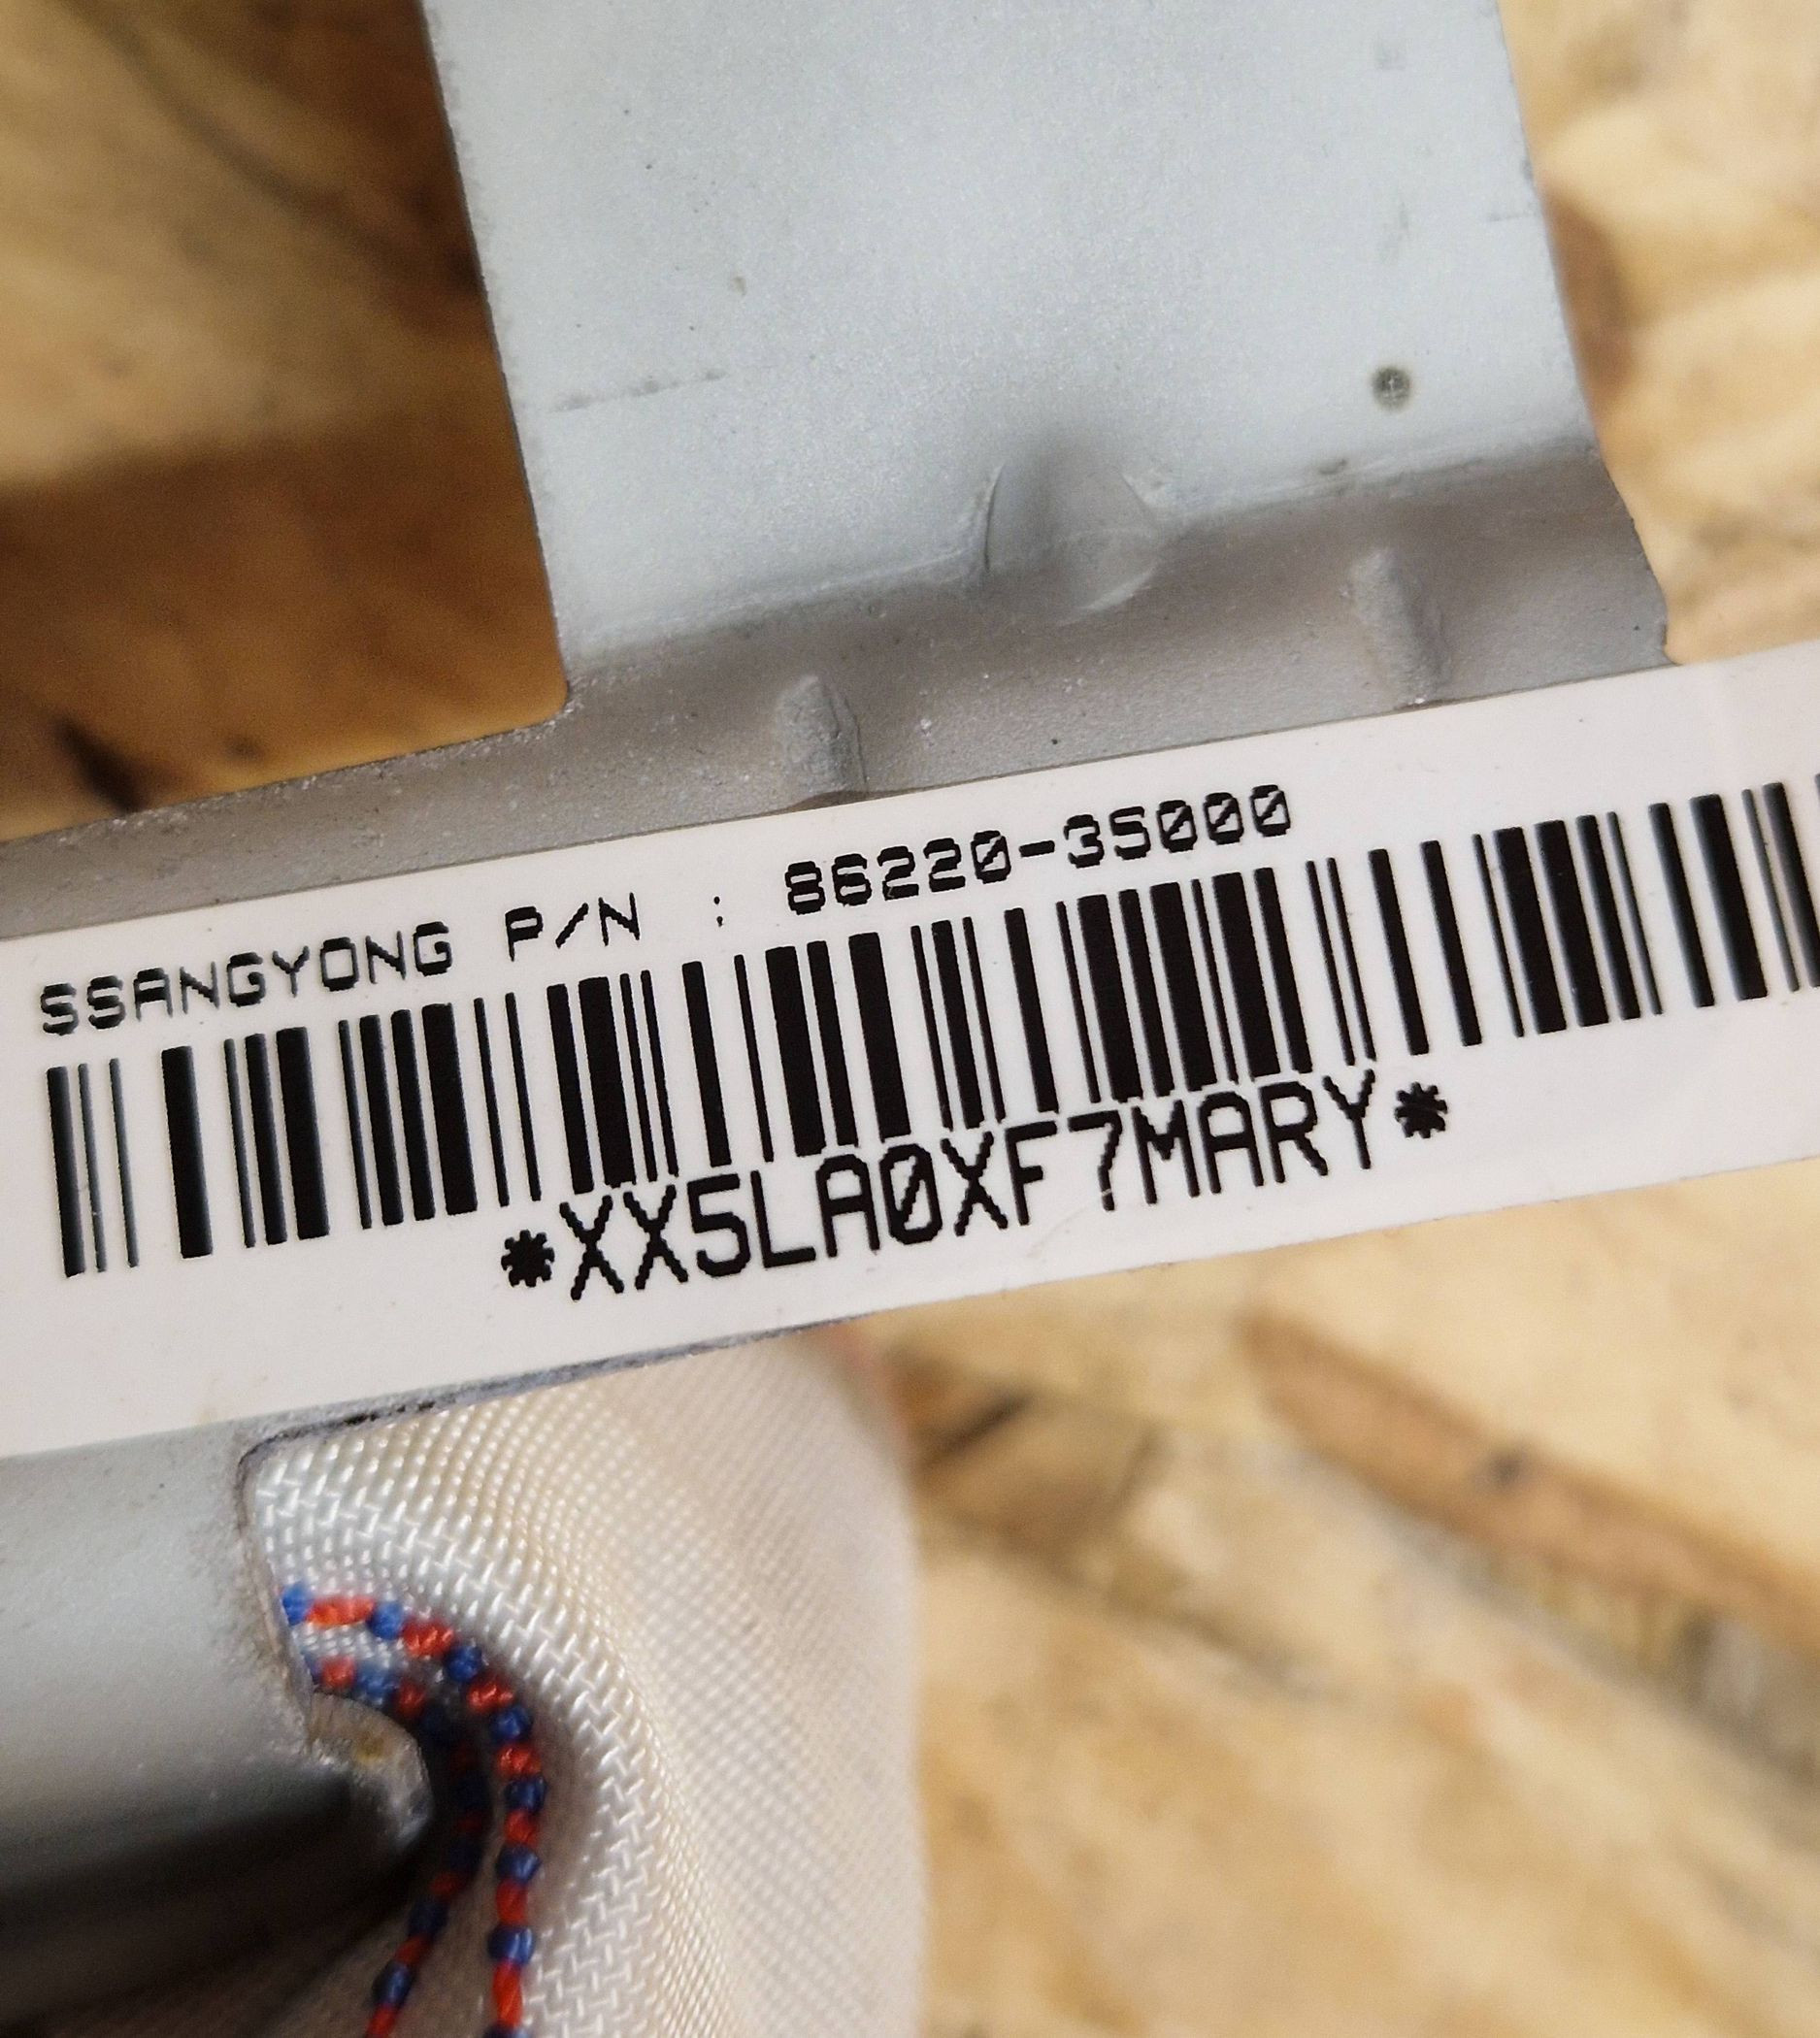 SSANGYONG P/N : 86220-35000
*XX5LA0XF7MARY*